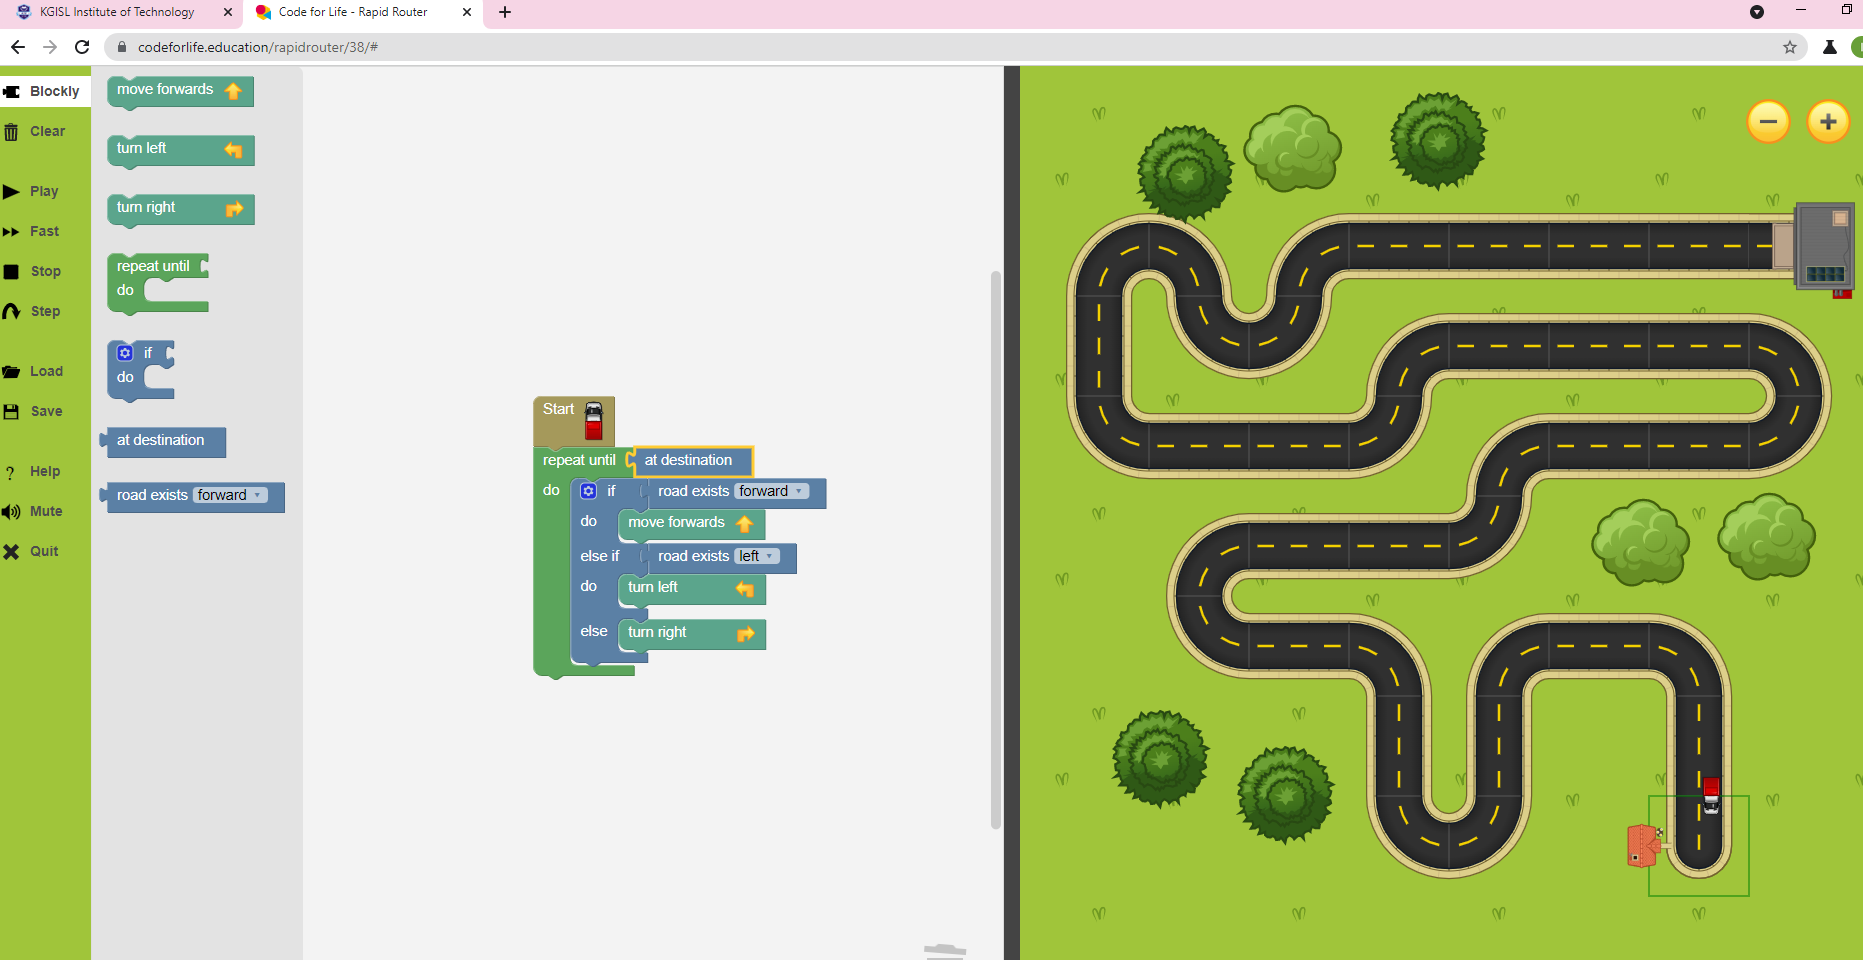 KGISL Institute of Technology
Code for Life - Rapid Router
codeforlife.education/rapidrouter/38/#
Blockly
Clear
Play
Fast
Stop
Step
Load
Save
Help
Mute
Quit
move forwards
turn left
turn right
repeat until
do
if
do
at destination
road exists forward
Start
repeat until at destination
do if road exists forward
do move forwards
else if road exists left
do turn left
else turn right